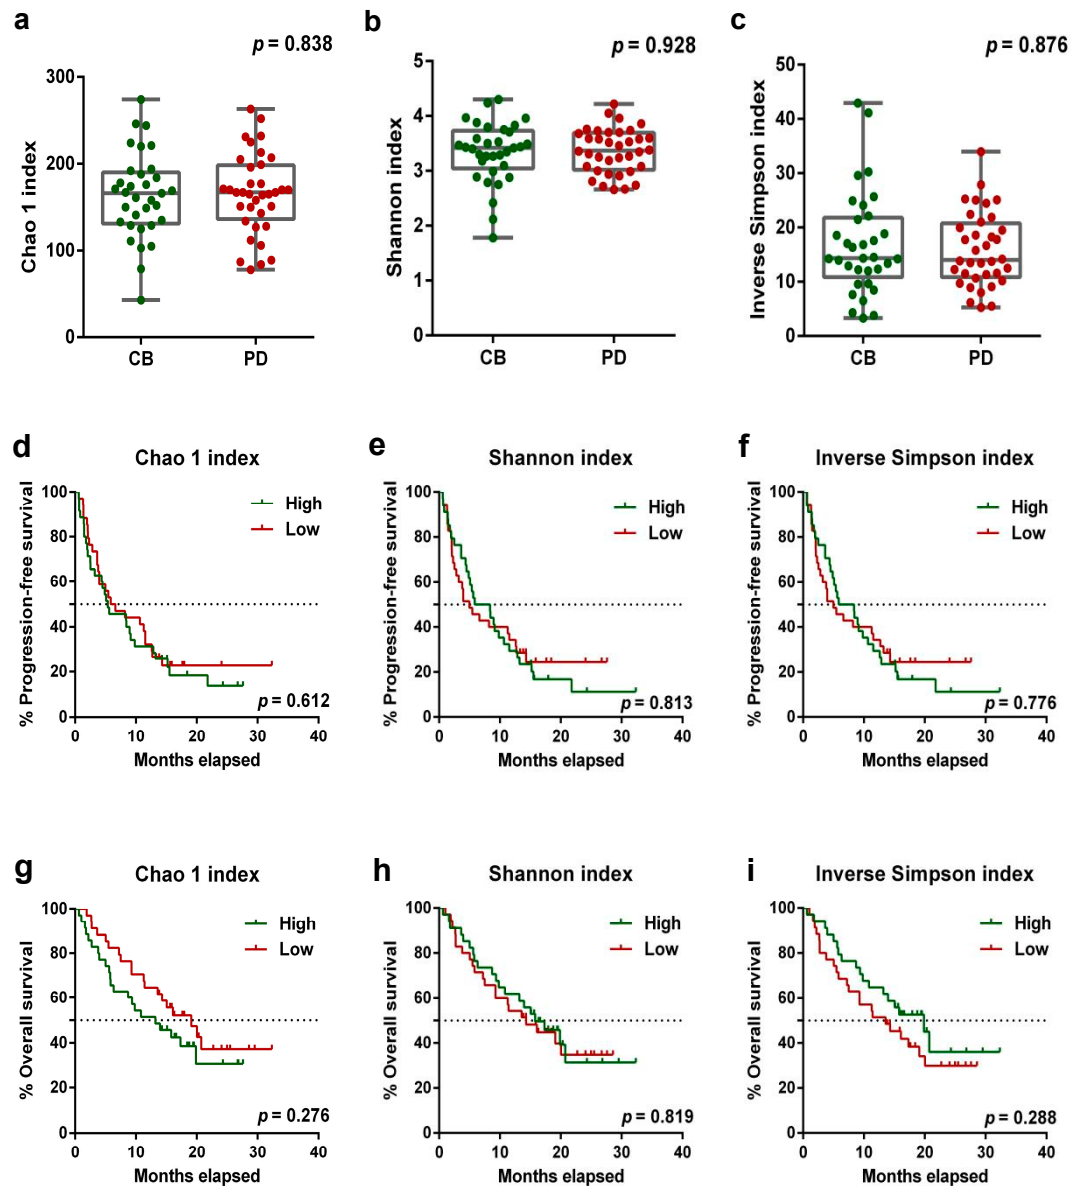 a
p = 0.838
Chao 1 index
300
200
100
0
CB
PD
b
p = 0.928
Shannon index
5
4
3
2
1
0
CB
PD
c
p = 0.876
Inverse Simpson index
50
40
30
20
10
0
CB
PD
d
Chao 1 index
% Progression-free survival
100
80
60
40
20
0
High
Low
p = 0.612
0 10 20 30 40
Months elapsed
e
Shannon index
% Progression-free survival
100
80
60
40
20
0
High
Low
p = 0.813
0 10 20 30 40
Months elapsed
f
Inverse Simpson index
% Progression-free survival
100
80
60
40
20
0
High
Low
p = 0.776
0 10 20 30 40
Months elapsed
g
Chao 1 index
% Overall survival
100
80
60
40
20
0
High
Low
p = 0.276
0 10 20 30 40
Months elapsed
h
Shannon index
% Overall survival
100
80
60
40
20
0
High
Low
p = 0.819
0 10 20 30 40
Months elapsed
i
Inverse Simpson index
% Overall survival
100
80
60
40
20
0
High
Low
p = 0.288
0 10 20 30 40
Months elapsed